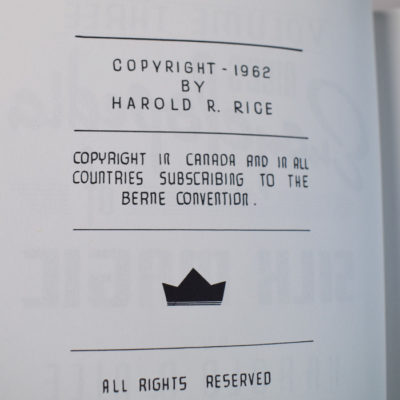 COPYRIGHT - 1962
BY
HAROLD R. RICE
COPYRIGHT IN CANADA AND IN ALL
COUNTRIES SUBSCRIBING TO THE
BERNE CONVENTION.
ALL RIGHTS RESERVED